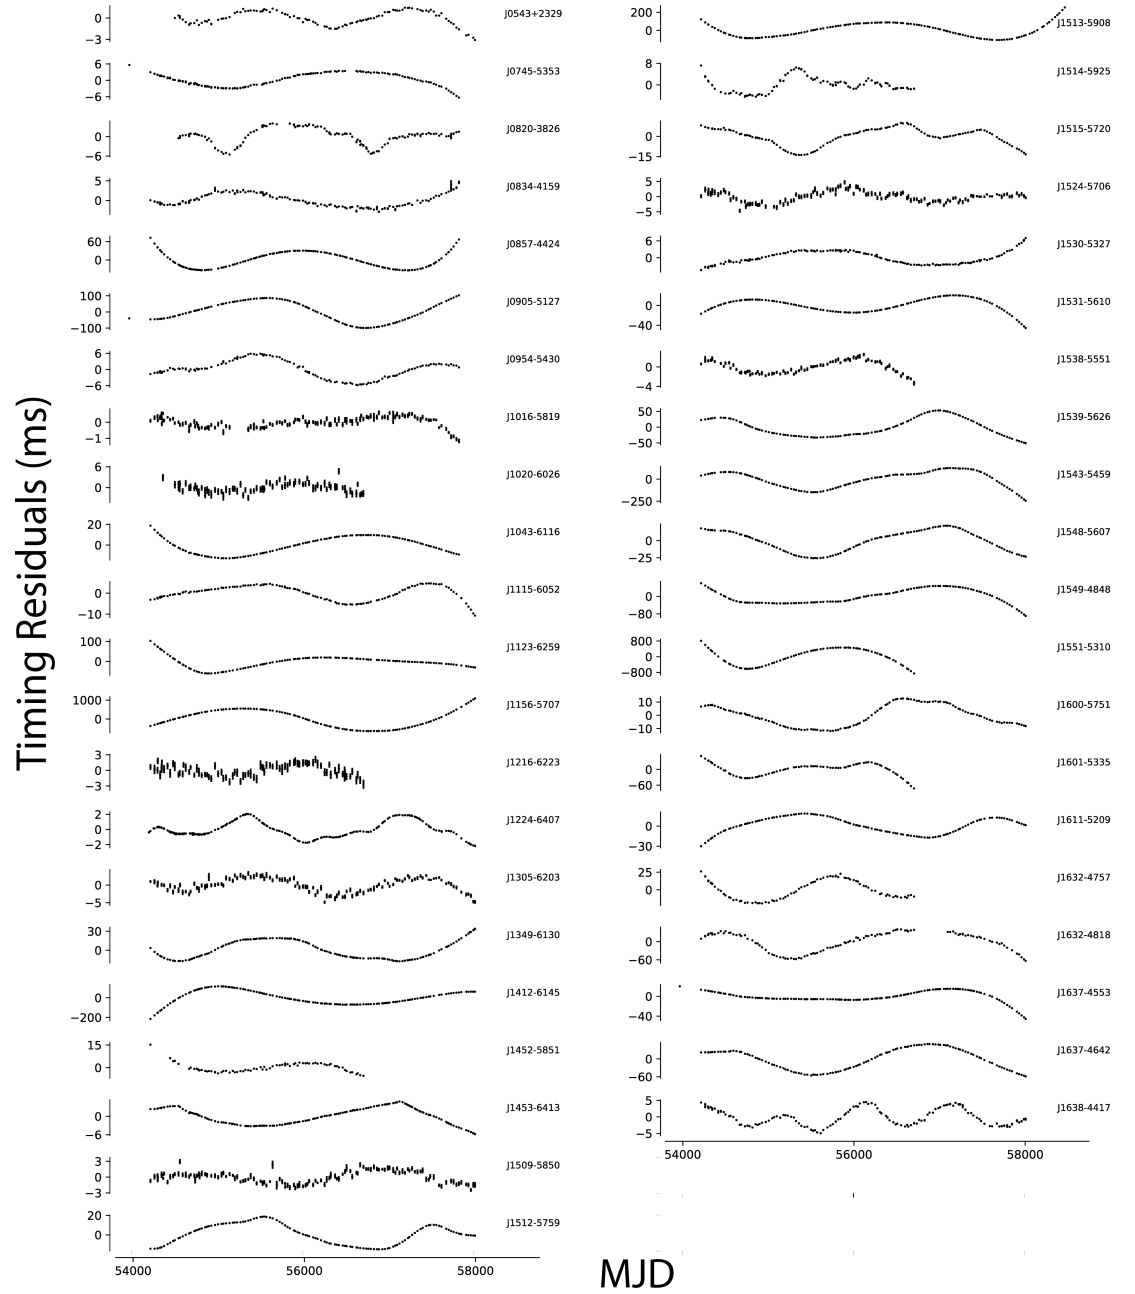 Timing Residuals (ms)
0
−3
J0543+2329
6
0
−6
J0745-5353
0
−6
J0820-3826
5
0
J0834-4159
60
0
J0857-4424
100
0
−100
J0905-5127
6
0
−6
J0954-5430
0
−1
J1016-5819
6
0
J1020-6026
20
0
J1043-6116
0
−10
J1115-6052
100
0
J1123-6259
1000
0
J1156-5707
3
0
−3
J1216-6223
2
0
−2
J1224-6407
0
−5
J1305-6203
30
0
J1349-6130
0
−200
J1412-6145
15
0
J1452-5851
0
−6
J1453-6413
3
0
−3
J1509-5850
20
0
J1512-5759
54000 56000 58000
200
0
J1513-5908
8
0
J1514-5925
0
−15
J1515-5720
5
0
−5
J1524-5706
6
0
J1530-5327
0
−40
J1531-5610
0
−4
J1538-5551
50
0
−50
J1539-5626
0
−250
J1543-5459
0
−25
J1548-5607
0
−80
J1549-4848
800
0
−800
J1551-5310
10
0
−10
J1600-5751
0
−60
J1601-5335
0
−30
J1611-5209
25
0
J1632-4757
0
−60
J1632-4818
0
−40
J1637-4553
0
−60
J1637-4642
5
0
−5
J1638-4417
54000 56000 58000
MJD